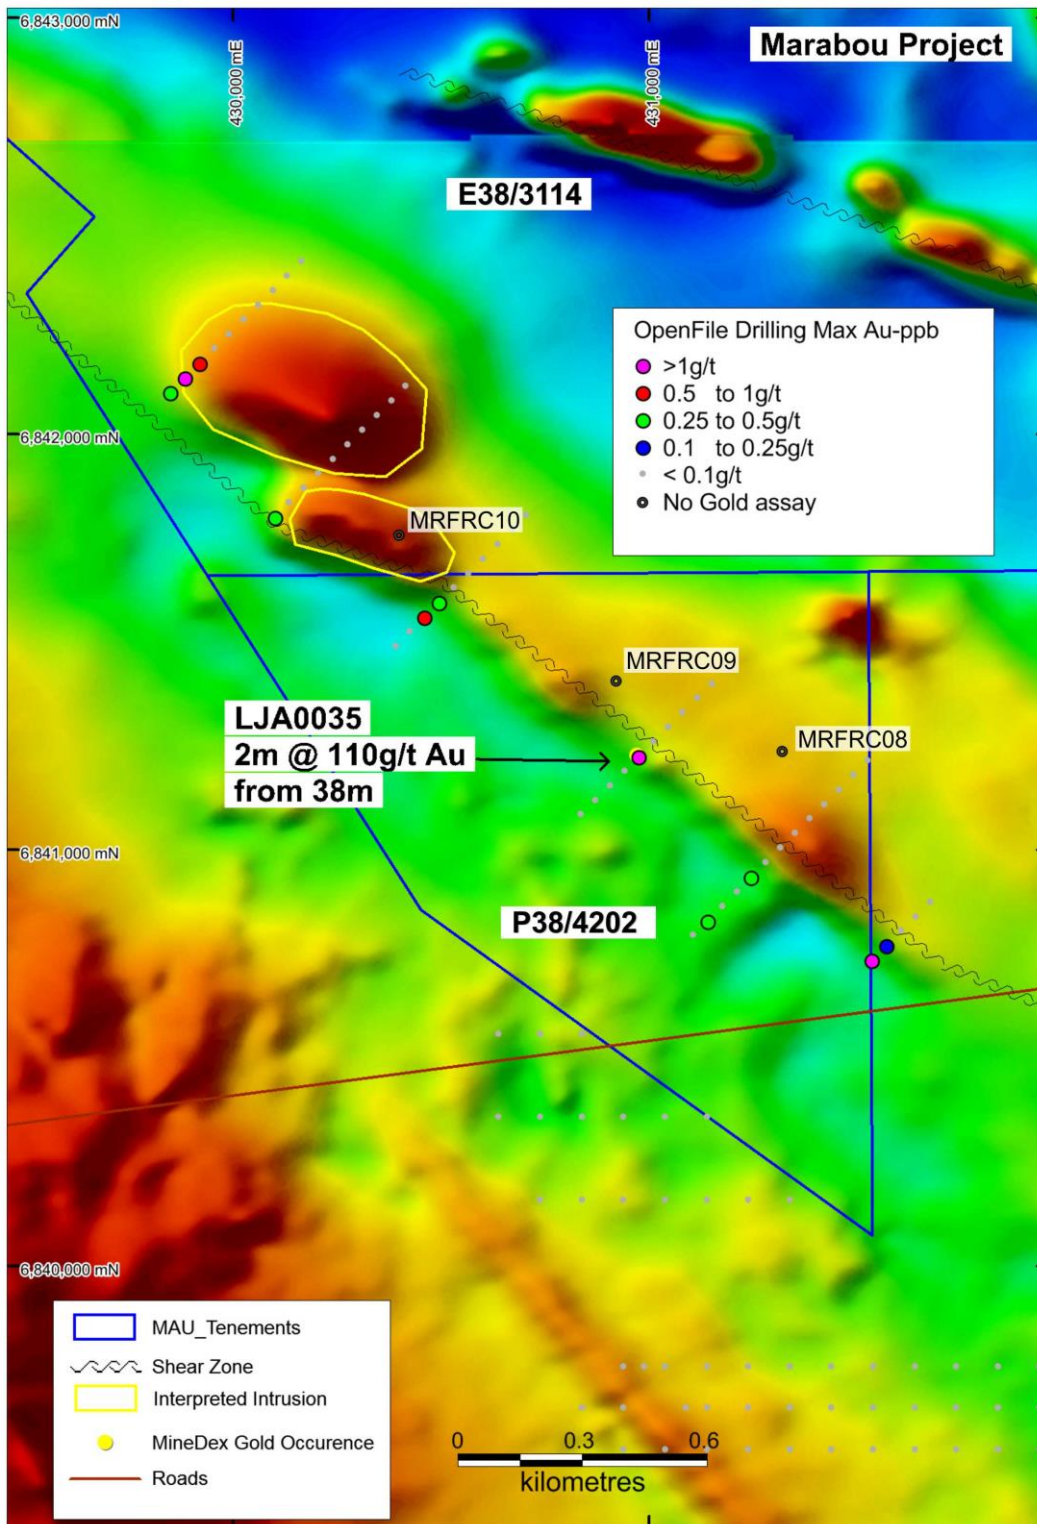 6,843,000 mN
430,000 mE
431,000 mE
Marabou Project
E38/3114
OpenFile Drilling Max Au-ppb
>1g/t
0.5 to 1g/t
0.25 to 0.5g/t
0.1 to 0.25g/t
< 0.1g/t
No Gold assay
6,842,000 mN
MRFRC10
MRFRC09
LJA0035
2m @ 110g/t Au
from 38m
MRFRC08
6,841,000 mN
P38/4202
6,840,000 mN
MAU_Tenements
Shear Zone
Interpreted Intrusion
MineDex Gold Occurence
Roads
0 0.3 0.6
kilometres